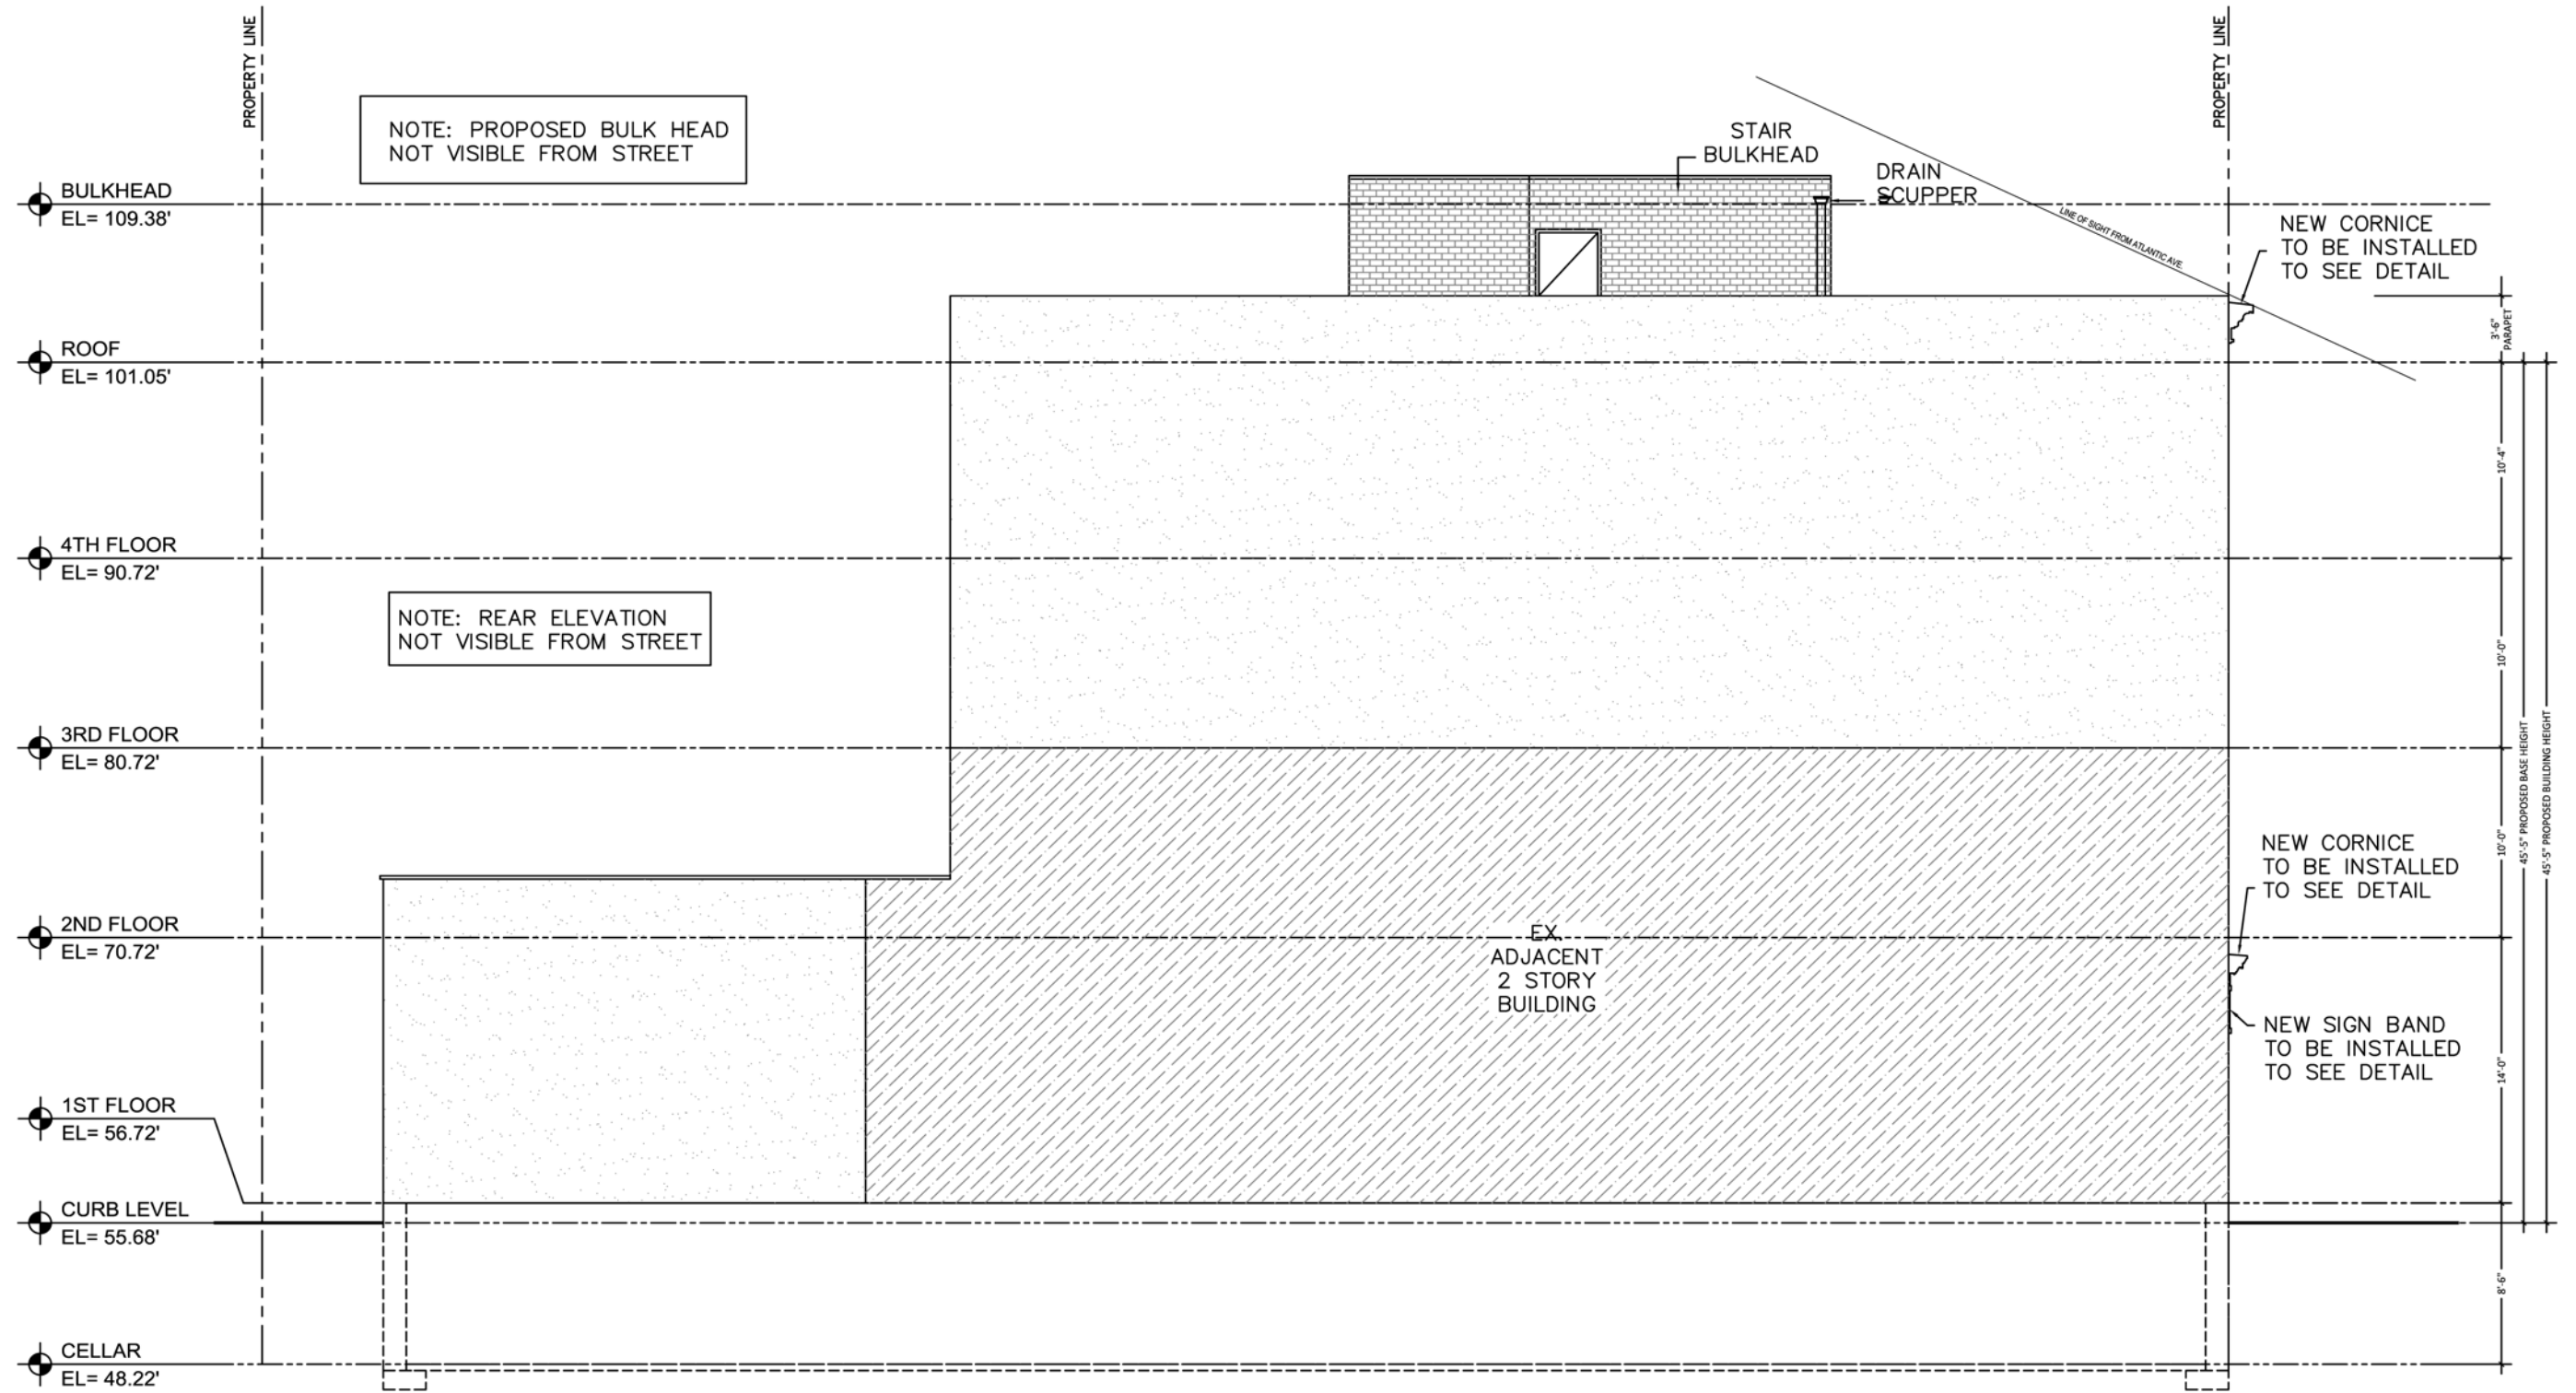 PROPERTY LINE
PROPERTY LINE
NOTE: PROPOSED BULK HEAD
NOT VISIBLE FROM STREET
STAIR
BULKHEAD
DRAIN
SCUPPER
BULKHEAD
EL= 109.38'
LINE OF SIGHT FROM ATLANTIC AVE.
NEW CORNICE
TO BE INSTALLED
TO SEE DETAIL
3'-6"
PARAPET
ROOF
EL= 101.05'
10'-4"
4TH FLOOR
EL= 90.72'
NOTE: REAR ELEVATION
NOT VISIBLE FROM STREET
10'-0"
3RD FLOOR
EL= 80.72'
45'-5" PROPOSED BASE HEIGHT
45'-5" PROPOSED BUILDING HEIGHT
10'-0"
NEW CORNICE
TO BE INSTALLED
TO SEE DETAIL
2ND FLOOR
EL= 70.72'
EX.
ADJACENT
2 STORY
BUILDING
NEW SIGN BAND
TO BE INSTALLED
TO SEE DETAIL
14'-0"
1ST FLOOR
EL= 56.72'
CURB LEVEL
EL= 55.68'
8'-6"
CELLAR
EL= 48.22'